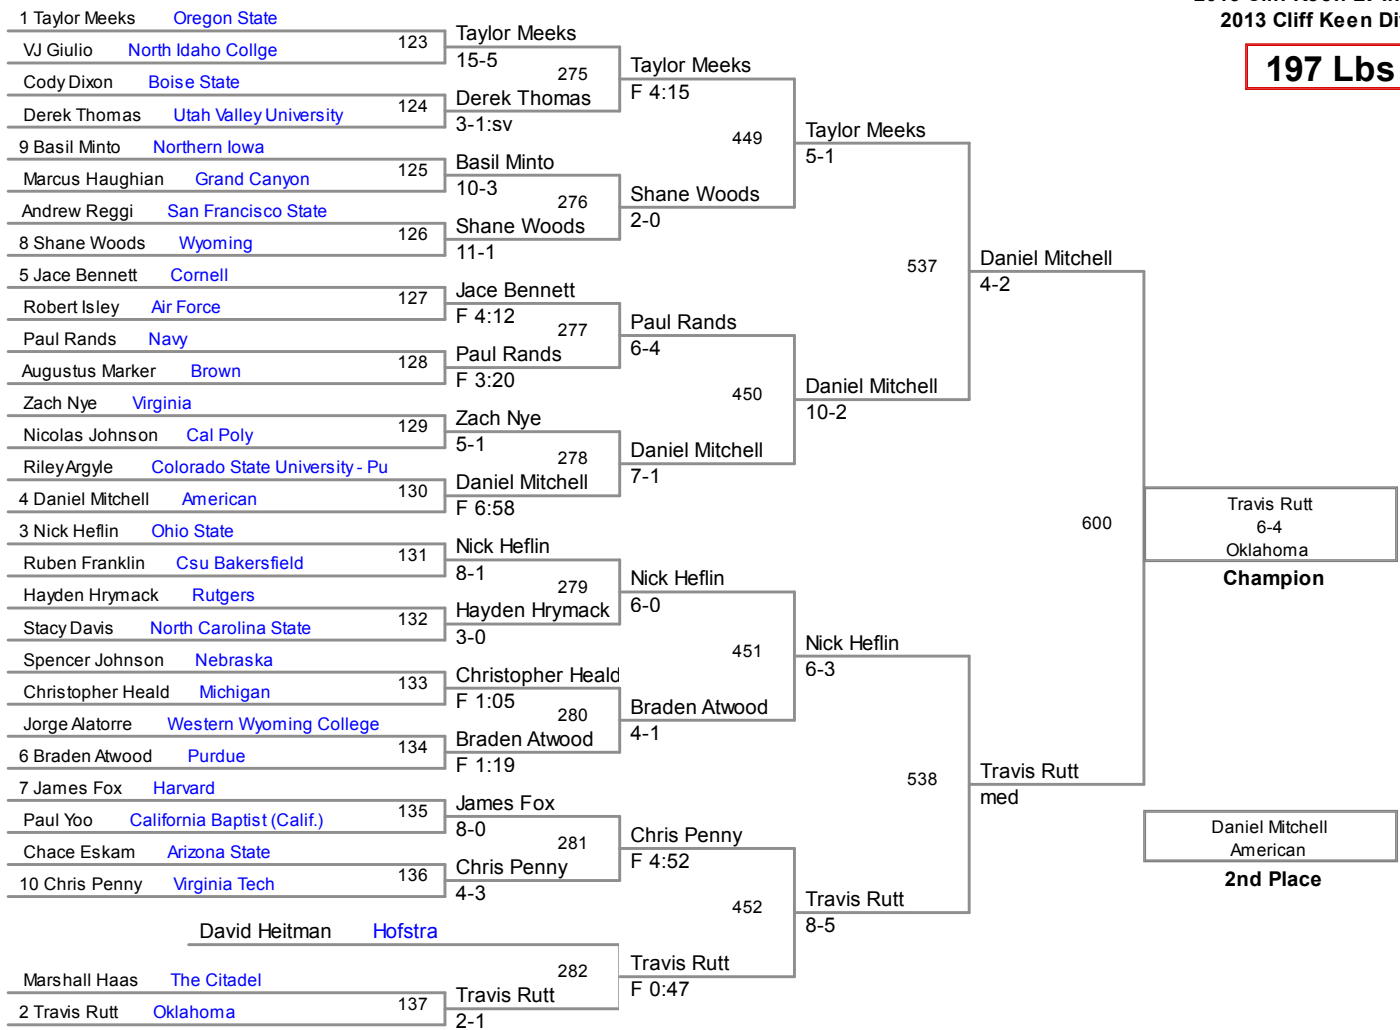 2013 Cliff Keen Di
197 Lbs
1 Taylor Meeks Oregon State
VJ Giulio North Idaho Collge
123
Cody Dixon Boise State
Derek Thomas Utah Valley University
124
9 Basil Minto Northern Iowa
Marcus Haughian Grand Canyon
125
Andrew Reggi San Francisco State
8 Shane Woods Wyoming
126
5 Jace Bennett Cornell
Robert Isley Air Force
127
Paul Rands Navy
Augustus Marker Brown
128
Zach Nye Virginia
Nicolas Johnson Cal Poly
129
Riley Argyle Colorado State University - Pu
4 Daniel Mitchell American
130
3 Nick Heflin Ohio State
Ruben Franklin Csu Bakersfield
131
Hayden Hrymack Rutgers
Stacy Davis North Carolina State
132
Spencer Johnson Nebraska
Christopher Heald Michigan
133
Jorge Alatorre Western Wyoming College
6 Braden Atwood Purdue
134
7 James Fox Harvard
Paul Yoo California Baptist (Calif.)
135
Chace Eskam Arizona State
10 Chris Penny Virginia Tech
136
David Heitman Hofstra
Marshall Haas The Citadel
2 Travis Rutt Oklahoma
137
Taylor Meeks
15-5
275
Derek Thomas
3-1:sv
Basil Minto
10-3
276
Shane Woods
11-1
Jace Bennett
F 4:12
277
Paul Rands
F 3:20
Zach Nye
5-1
278
Daniel Mitchell
F 6:58
Nick Heflin
8-1
279
Hayden Hrymack
3-0
Christopher Heald
F 1:05
280
Braden Atwood
F 1:19
James Fox
8-0
281
Chris Penny
4-3
282
Travis Rutt
2-1
Taylor Meeks
F 4:15
449
Shane Woods
2-0
Paul Rands
6-4
450
Daniel Mitchell
7-1
Nick Heflin
6-0
451
Braden Atwood
4-1
Chris Penny
F 4:52
452
Travis Rutt
F 0:47
Taylor Meeks
5-1
537
Daniel Mitchell
10-2
Nick Heflin
6-3
538
Travis Rutt
8-5
Daniel Mitchell
4-2
600
Travis Rutt
med
Travis Rutt
6-4
Oklahoma
Champion
Daniel Mitchell
American
2nd Place